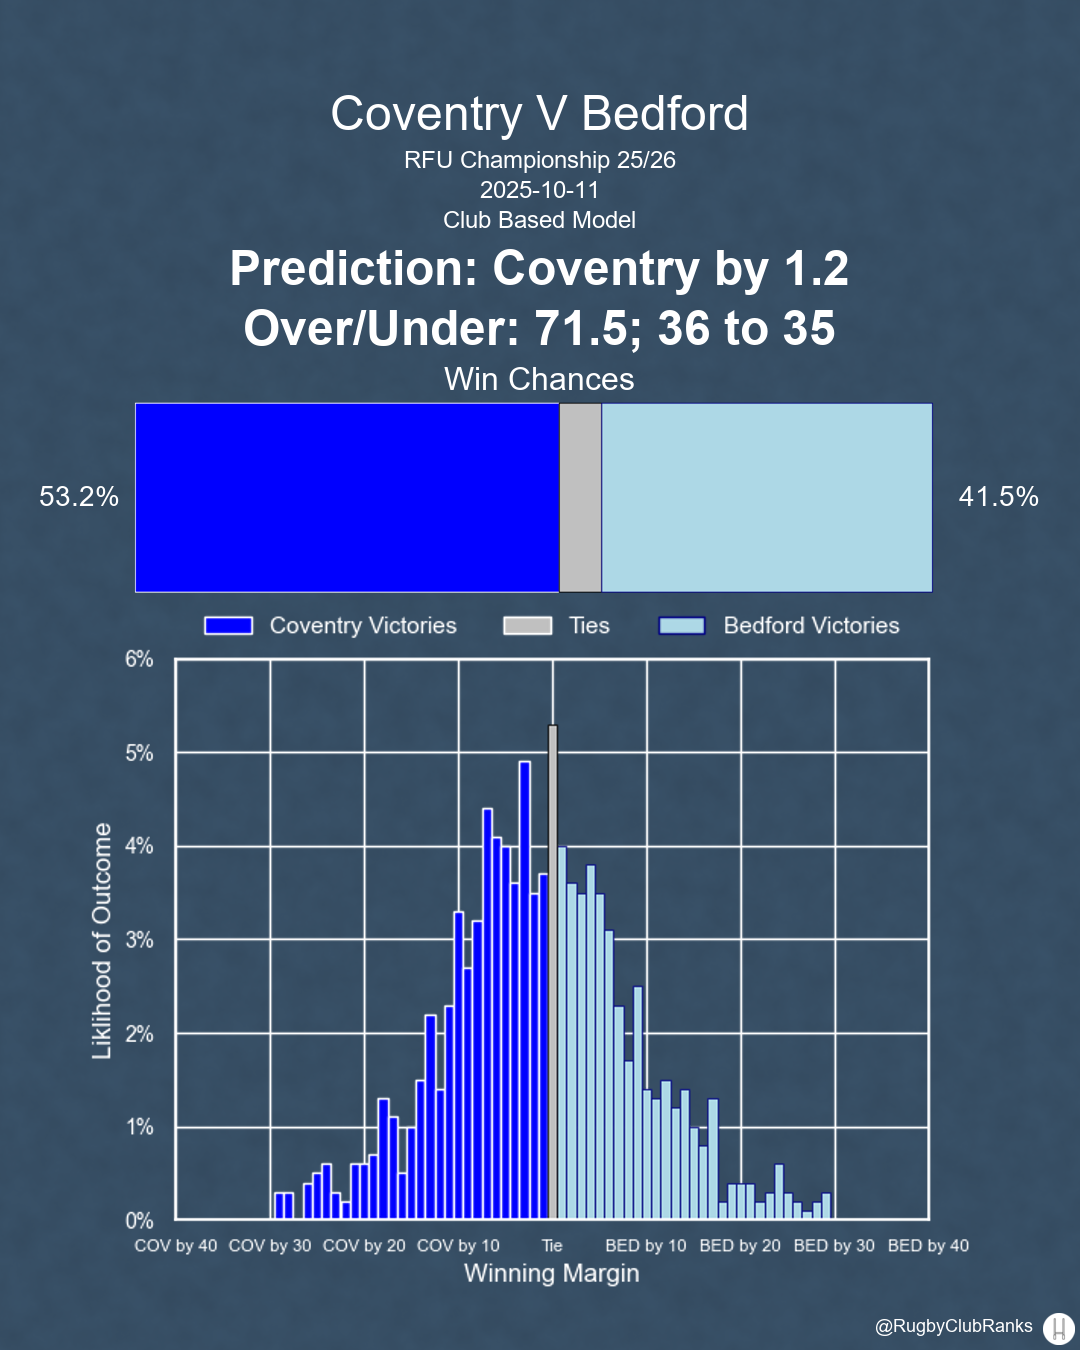 Coventry V Bedford
RFU Championship 25/26
2025-10-11
Club Based Model
Prediction: Coventry by 1.2
Over/Under: 71.5; 36 to 35
Win Chances
53.2%
41.5%
Coventry Victories Ties Bedford Victories
6%
5%
4%
3%
2%
1%
0%
Liklihood of Outcome
COV by 40 COV by 30 COV by 20 COV by 10 Tie BED by 10 BED by 20 BED by 30 BED by 40
Winning Margin
@RugbyClubRanks